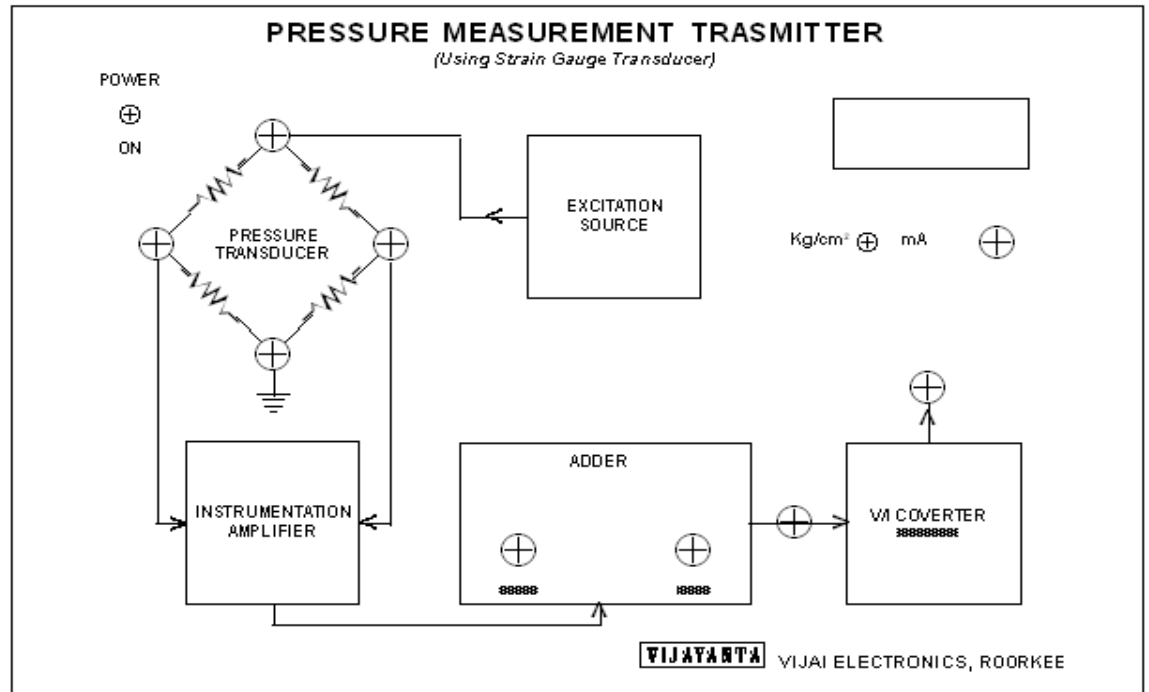 PRESSURE MEASUREMENT TRASMITTER
(Using Strain Gauge Transducer)
POWER
ON
EXCITATION
SOURCE
PRESSURE
TRANSDUCER
Kg/cm² mA
INSTRUMENTATION
AMPLIFIER
ADDER
V/I COVERTER
VIJAYANTA VIJAI ELECTRONICS, ROORKEE